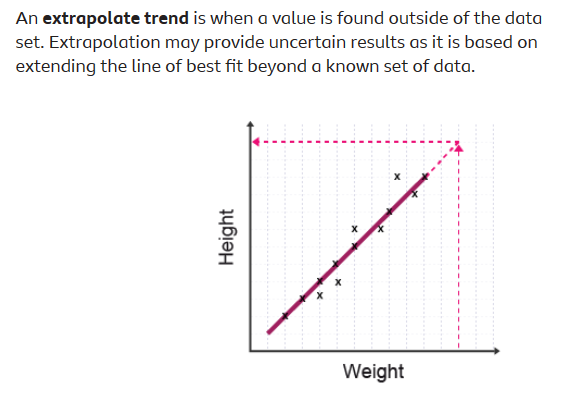 An extrapolate trend is when a value is found outside of the data
set. Extrapolation may provide uncertain results as it is based on
extending the line of best fit beyond a known set of data.
Height
Weight